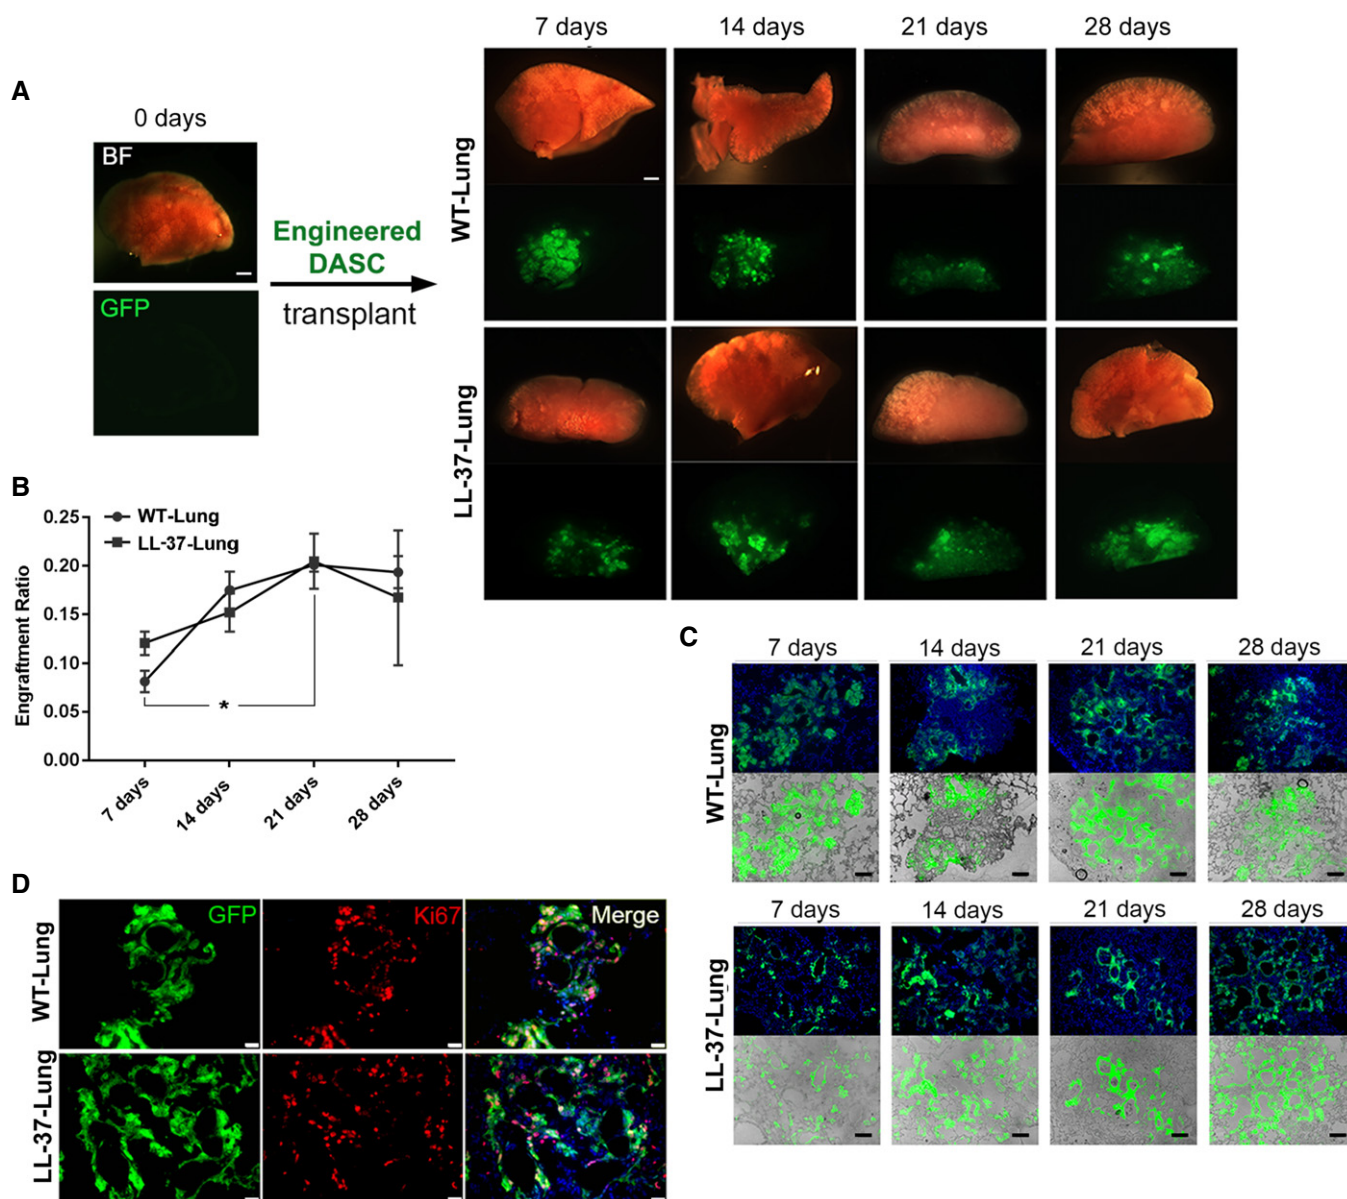 A
0 days
BF
GFP
Engineered
DASC
transplant
7 days 14 days 21 days 28 days
WT-Lung
LL-37-Lung
B
WT-Lung
LL-37-Lung
Engraftment Ratio
0.25
0.20
0.15
0.10
0.05
0.00
*
7 days 14 days 21 days 28 days
C
7 days 14 days 21 days 28 days
WT-Lung
7 days 14 days 21 days 28 days
LL-37-Lung
D
GFP Ki67 Merge
WT-Lung
LL-37-Lung